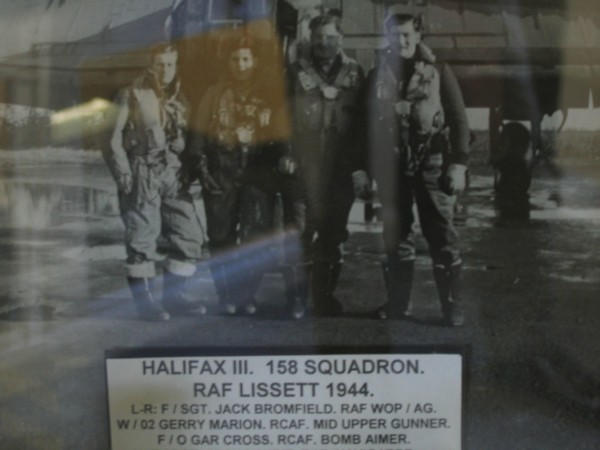 HALIFAX III. 158 SQUADRON.
RAF LISSETT 1944.
L-R: F / SGT. JACK BROMFIELD. RAF WOP / AG.
W / 02 GERRY MARION. RCAF. MID UPPER GUNNER.
F / O GAR CROSS. RCAF. BOMB AIMER.